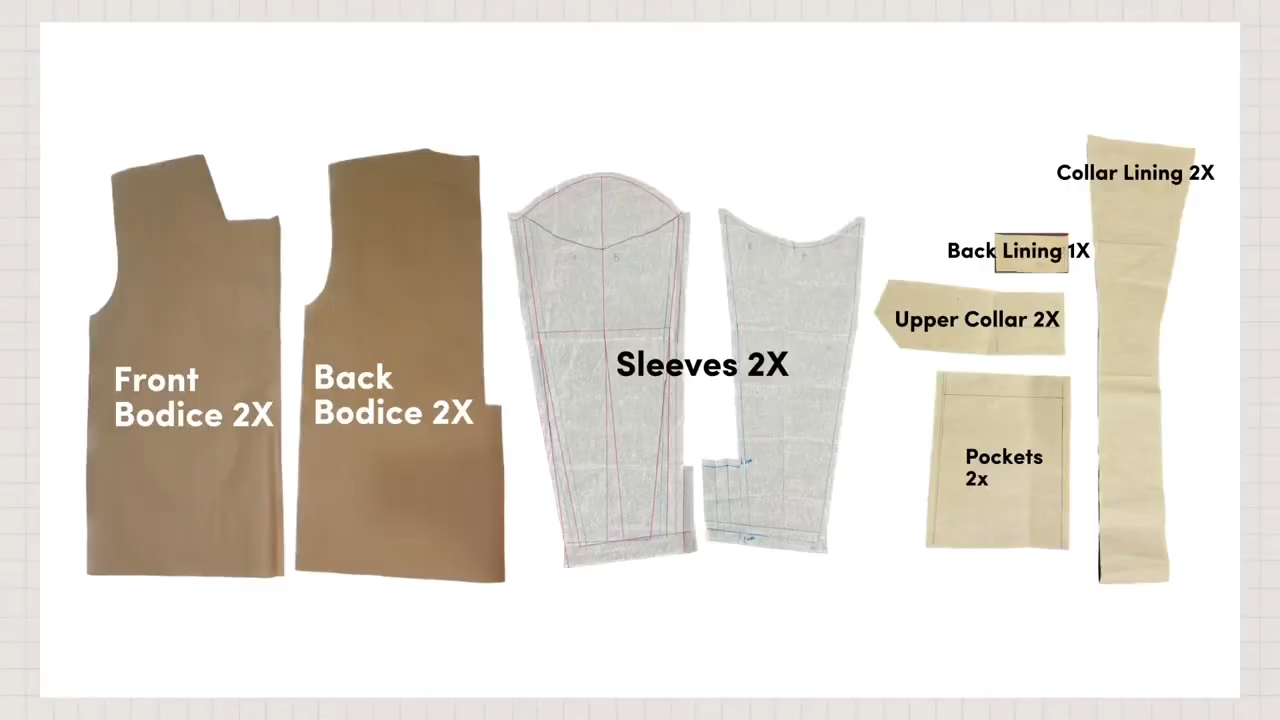 Front
Bodice 2X
Back
Bodice 2X
Sleeves 2X
Collar Lining 2X
Back Lining 1X
Upper Collar 2X
Pockets
2x